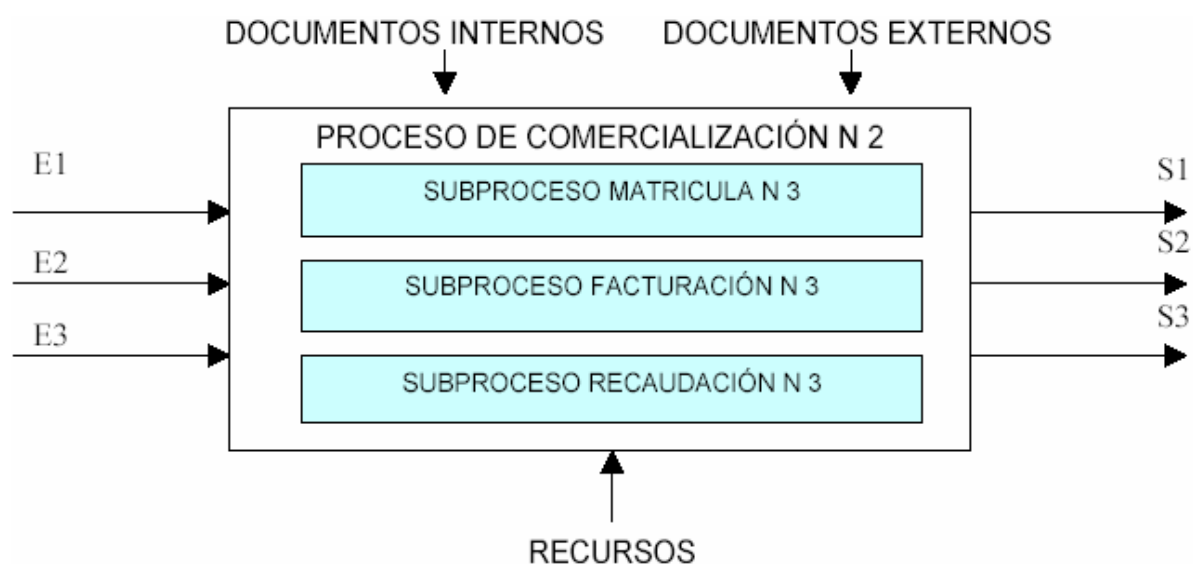 DOCUMENTOS INTERNOS
DOCUMENTOS EXTERNOS
PROCESO DE COMERCIALIZACIÓN N 2
E1
SUBPROCESO MATRICULA N 3
S1
E2
SUBPROCESO FACTURACIÓN N 3
S2
E3
SUBPROCESO RECAUDACIÓN N 3
S3
RECURSOS